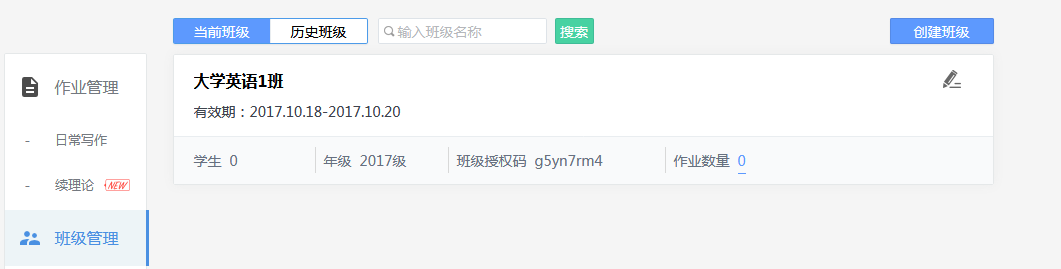 当前班级 历史班级 输入班级名称 搜索 创建班级
作业管理
- 日常写作
- 续理论 NEW
班级管理
大学英语1班
有效期：2017.10.18-2017.10.20
学生 0 年级 2017级 班级授权码 g5yn7rm4 作业数量 0